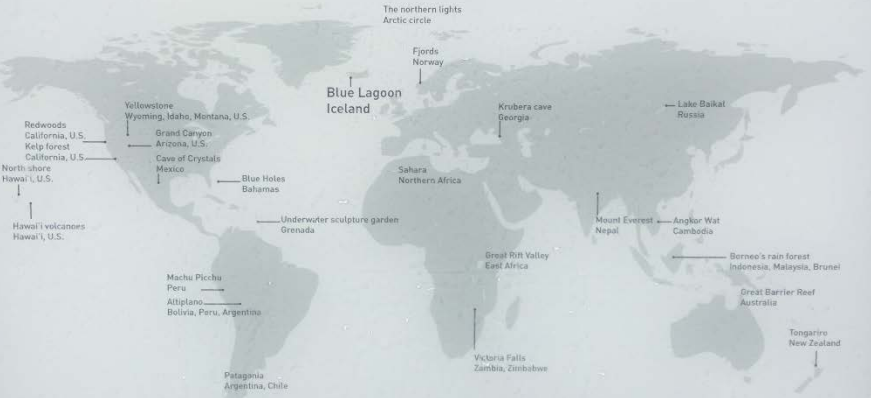 The northern lights
Arctic circle
Fjords
Norway
Blue Lagoon
Iceland
Yellowstone
Wyoming, Idaho, Montana, U.S.
Krubera cave
Georgia
Lake Baikal
Russia
Redwoods
California, U.S.
Kelp forest
California, U.S.
Grand Canyon
Arizona, U.S.
Cave of Crystals
Mexico
North shore
Hawai'i, U.S.
Blue Holes
Bahamas
Sahara
Northern Africa
Hawai'i volcanoes
Hawai'i, U.S.
Underwater sculpture garden
Grenada
Mount Everest
Nepal
Angkor Wat
Cambodia
Great Rift Valley
East Africa
Borneo's rain forest
Indonesia, Malaysia, Brunei
Machu Picchu
Peru
Altiplano
Bolivia, Peru, Argentina
Great Barrier Reef
Australia
Tongariro
New Zealand
Victoria Falls
Zambia, Zimbabwe
Patagonia
Argentina, Chile